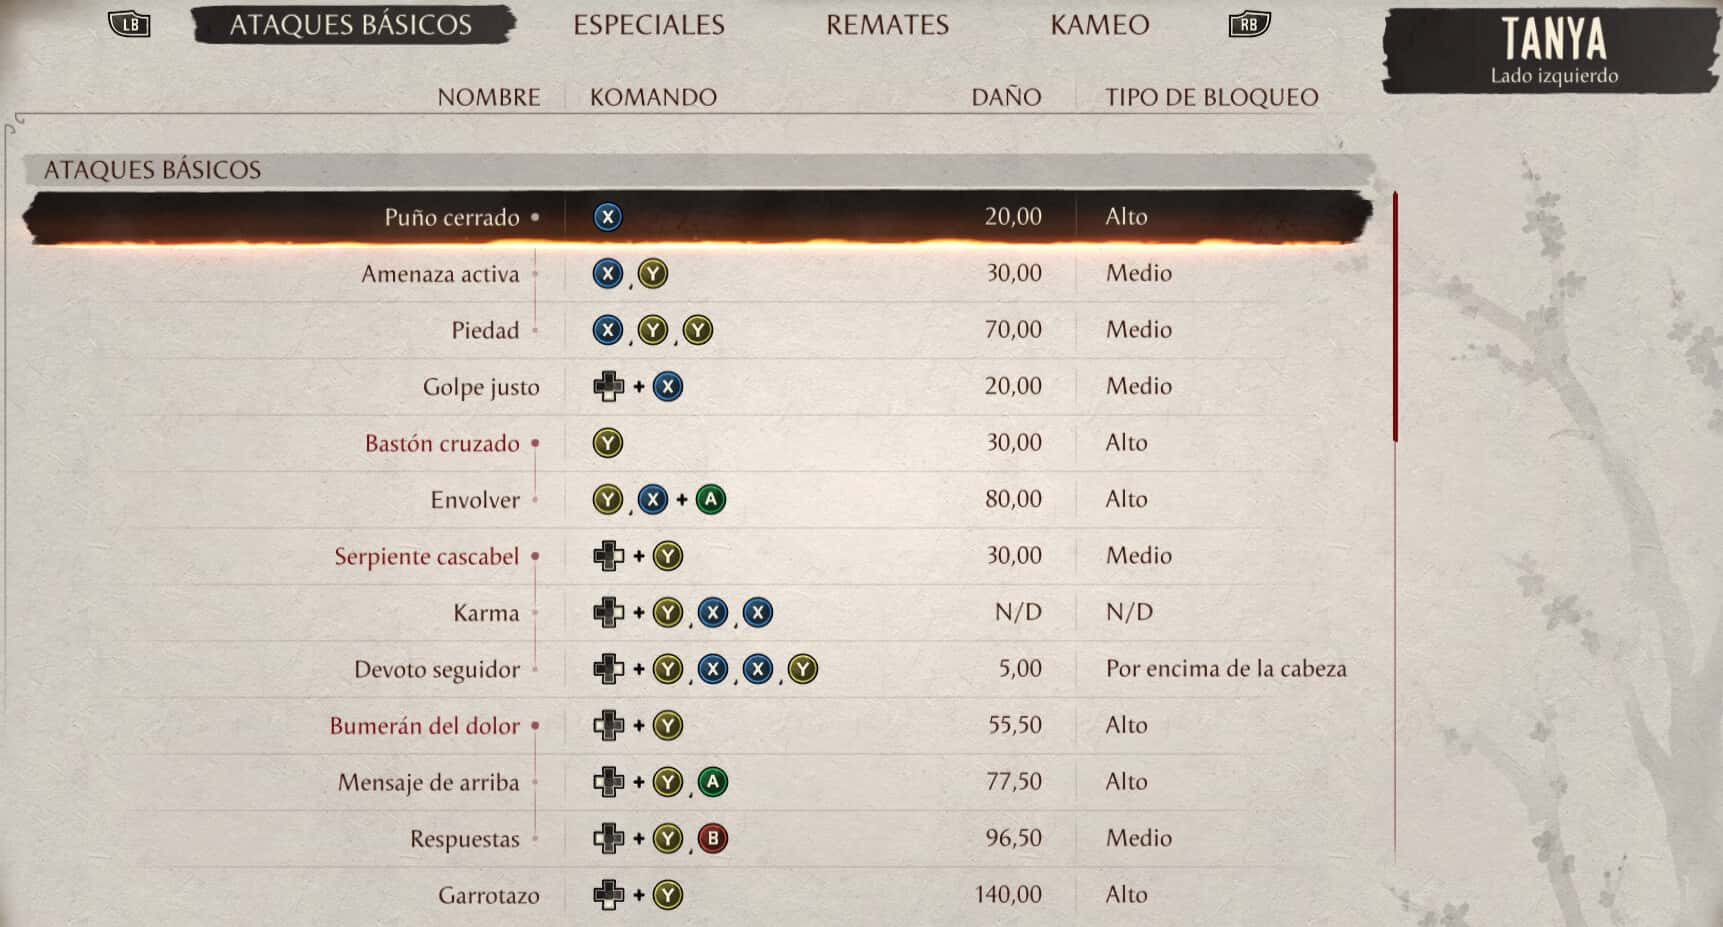 LB ATAQUES BÁSICOS ESPECIALES REMATES KAMEO RB
TANYA
Lado izquierdo
NOMBRE KOMANDO DAÑO TIPO DE BLOQUEO
ATAQUES BÁSICOS
Puño cerrado X 20,00 Alto
Amenaza activa X , Y 30,00 Medio
Piedad X , Y , Y 70,00 Medio
Golpe justo + X 20,00 Medio
Bastón cruzado Y 30,00 Alto
Envolver Y , X + A 80,00 Alto
Serpiente cascabel + Y 30,00 Medio
Karma + Y , X , X N/D N/D
Devoto seguidor + Y , X , X , Y 5,00 Por encima de la cabeza
Bumerán del dolor + Y 55,50 Alto
Mensaje de arriba + Y , A 77,50 Alto
Respuestas + Y , B 96,50 Medio
Garrotazo + Y 140,00 Alto